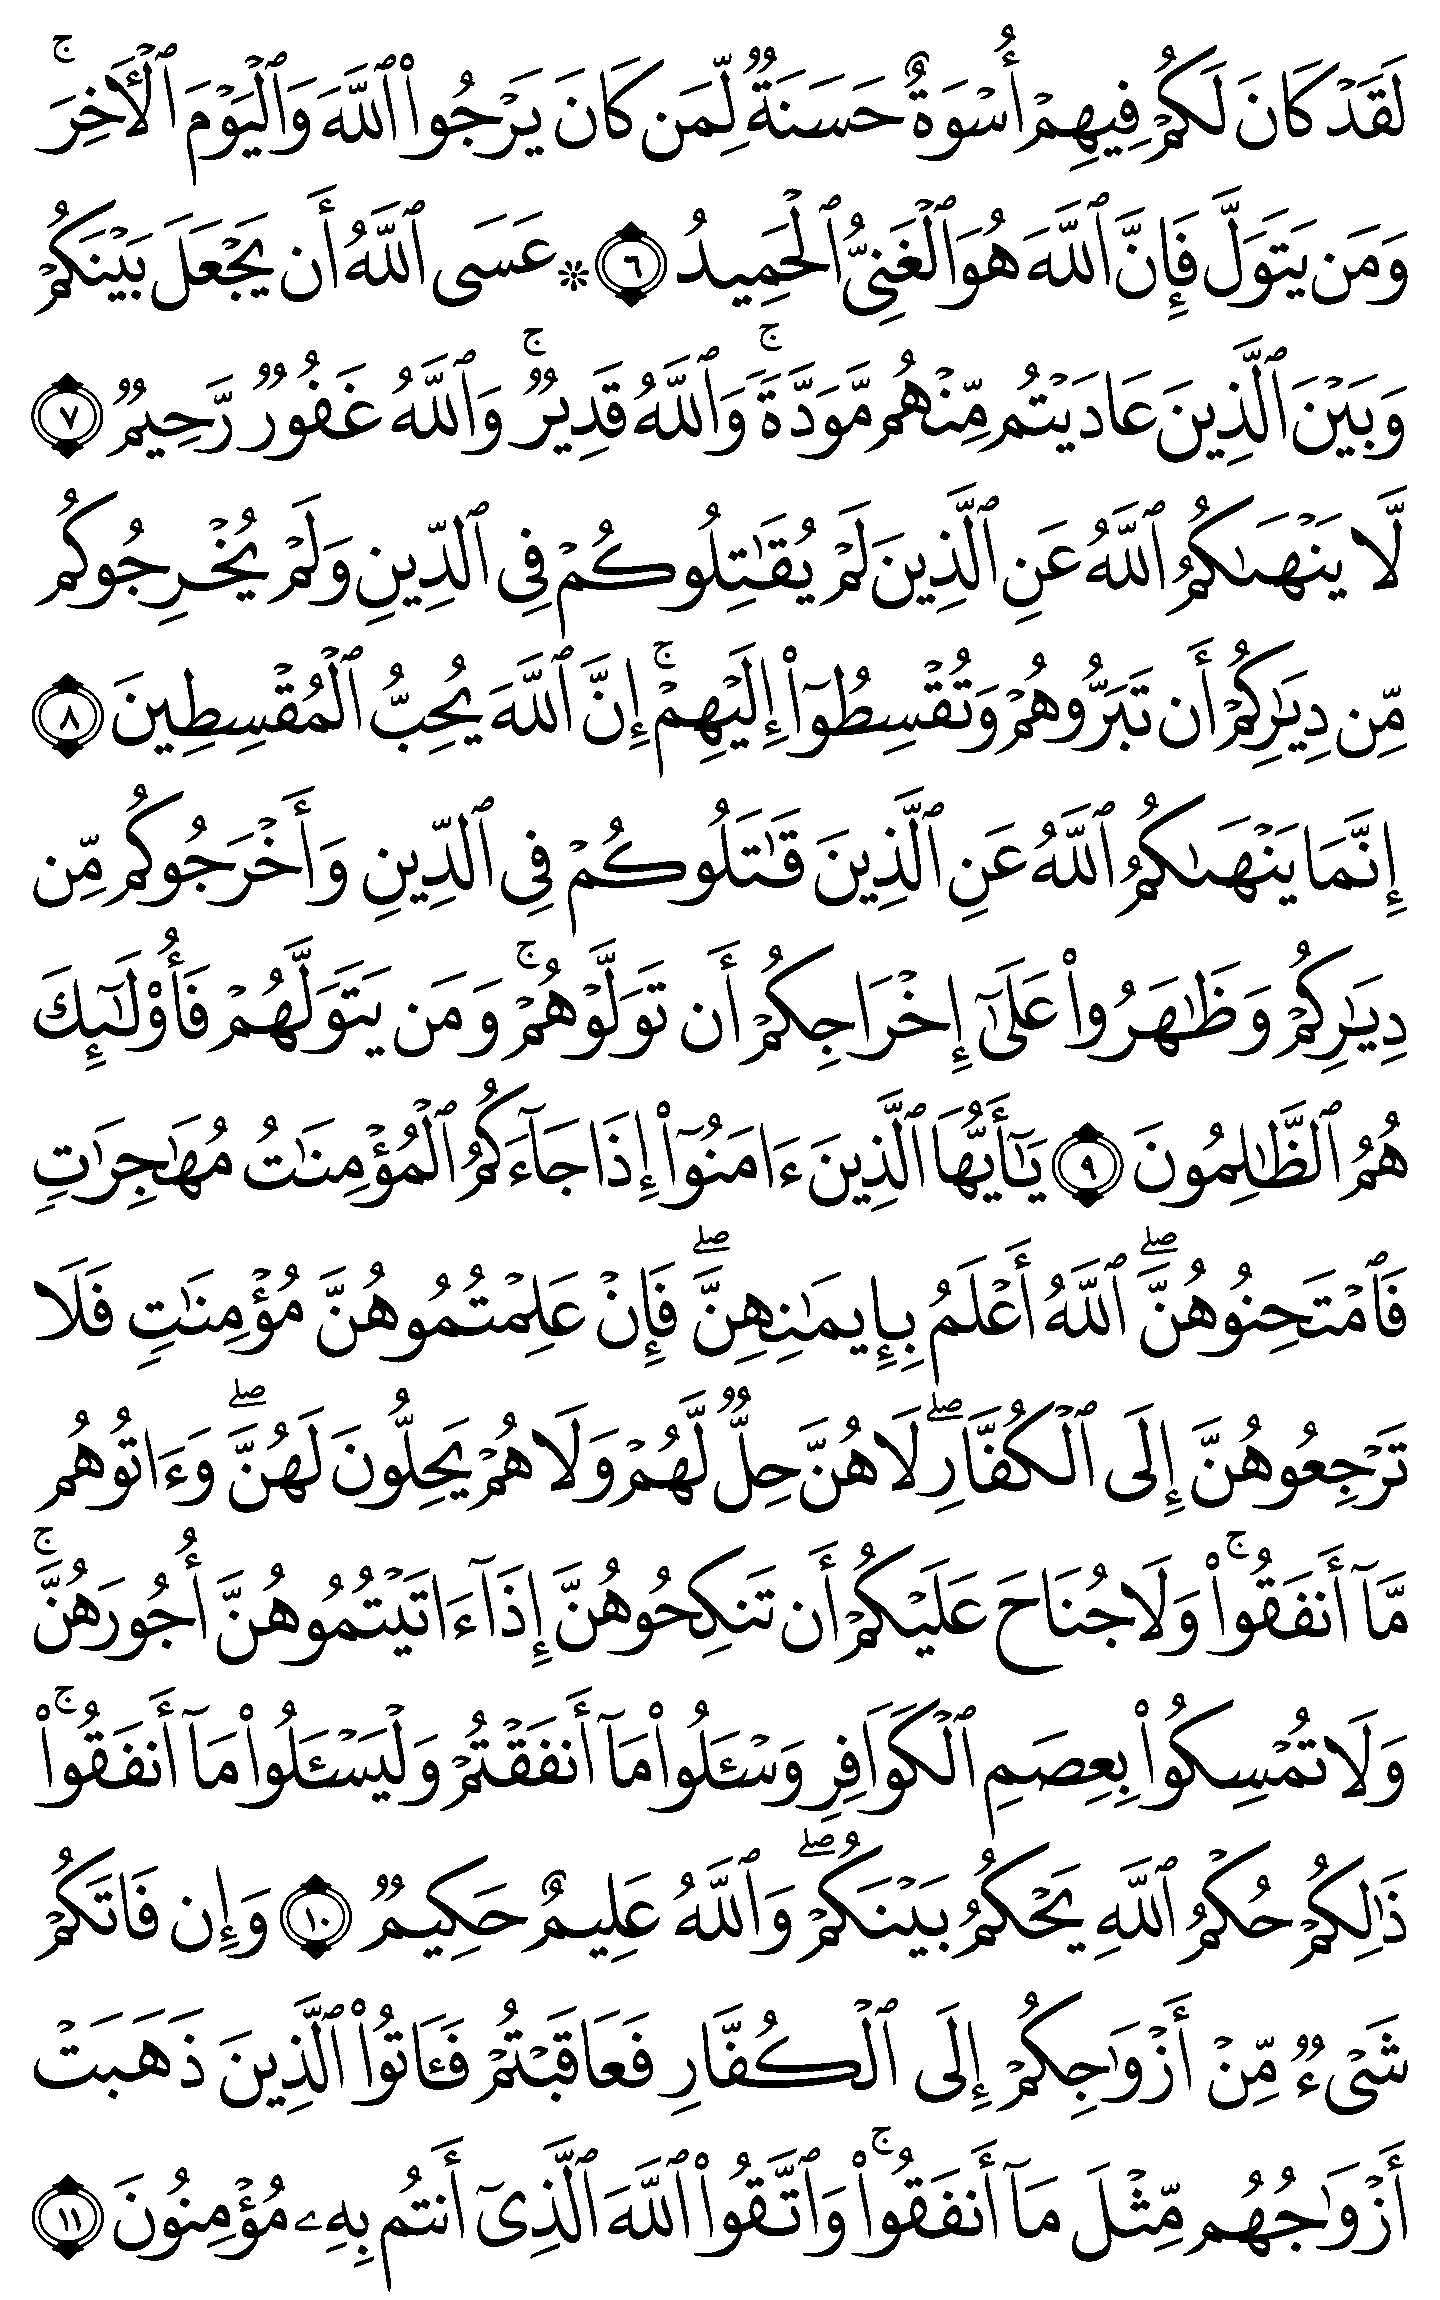 لَقَدۡ كَانَ لَكُمۡ فِيهِمۡ أُسۡوَةٌ حَسَنَةٞ لِّمَن كَانَ يَرۡجُواْ ٱللَّهَ وَٱلۡيَوۡمَ ٱلۡأٓخِرَۚ
وَمَن يَتَوَلَّ فَإِنَّ ٱللَّهَ هُوَ ٱلۡغَنِيُّ ٱلۡحَمِيدُ ٦ ۞ عَسَى ٱللَّهُ أَن يَجۡعَلَ بَيۡنَكُمۡ
وَبَيۡنَ ٱلَّذِينَ عَادَيۡتُم مِّنۡهُم مَّوَدَّةٗۚ وَٱللَّهُ قَدِيرٞۚ وَٱللَّهُ غَفُورٞ رَّحِيمٞ ٧
لَّا يَنۡهَىٰكُمُ ٱللَّهُ عَنِ ٱلَّذِينَ لَمۡ يُقَٰتِلُوكُمۡ فِي ٱلدِّينِ وَلَمۡ يُخۡرِجُوكُم
مِّن دِيَٰرِكُمۡ أَن تَبَرُّوهُمۡ وَتُقۡسِطُوٓاْ إِلَيۡهِمۡۚ إِنَّ ٱللَّهَ يُحِبُّ ٱلۡمُقۡسِطِينَ ٨
إِنَّمَا يَنۡهَىٰكُمُ ٱللَّهُ عَنِ ٱلَّذِينَ قَٰتَلُوكُمۡ فِي ٱلدِّينِ وَأَخۡرَجُوكُم مِّن
دِيَٰرِكُمۡ وَظَٰهَرُواْ عَلَىٰٓ إِخۡرَاجِكُمۡ أَن تَوَلَّوۡهُمۡۚ وَمَن يَتَوَلَّهُمۡ فَأُوْلَٰٓئِكَ
هُمُ ٱلظَّٰلِمُونَ ٩ يَٰٓأَيُّهَا ٱلَّذِينَ ءَامَنُوٓاْ إِذَا جَآءَكُمُ ٱلۡمُؤۡمِنَٰتُ مُهَٰجِرَٰتٖ
فَٱمۡتَحِنُوهُنَّۖ ٱللَّهُ أَعۡلَمُ بِإِيمَٰنِهِنَّۖ فَإِنۡ عَلِمۡتُمُوهُنَّ مُؤۡمِنَٰتٖ فَلَا
تَرۡجِعُوهُنَّ إِلَى ٱلۡكُفَّارِۖ لَا هُنَّ حِلّٞ لَّهُمۡ وَلَا هُمۡ يَحِلُّونَ لَهُنَّۖ وَءَاتُوهُم
مَّآ أَنفَقُواْۚ وَلَا جُنَاحَ عَلَيۡكُمۡ أَن تَنكِحُوهُنَّ إِذَآ ءَاتَيۡتُمُوهُنَّ أُجُورَهُنَّۚ
وَلَا تُمۡسِكُواْ بِعِصَمِ ٱلۡكَوَافِرِ وَسۡـَٔلُواْ مَآ أَنفَقۡتُمۡ وَلۡيَسۡـَٔلُواْ مَآ أَنفَقُواْۚ
ذَٰلِكُمۡ حُكۡمُ ٱللَّهِ يَحۡكُمُ بَيۡنَكُمۡۖ وَٱللَّهُ عَلِيمٌ حَكِيمٞ ١٠ وَإِن فَاتَكُمۡ
شَيۡءٞ مِّنۡ أَزۡوَٰجِكُمۡ إِلَى ٱلۡكُفَّارِ فَعَاقَبۡتُمۡ فَـَٔاتُواْ ٱلَّذِينَ ذَهَبَتۡ
أَزۡوَٰجُهُم مِّثۡلَ مَآ أَنفَقُواْۚ وَٱتَّقُواْ ٱللَّهَ ٱلَّذِيٓ أَنتُم بِهِۦ مُؤۡمِنُونَ ١١